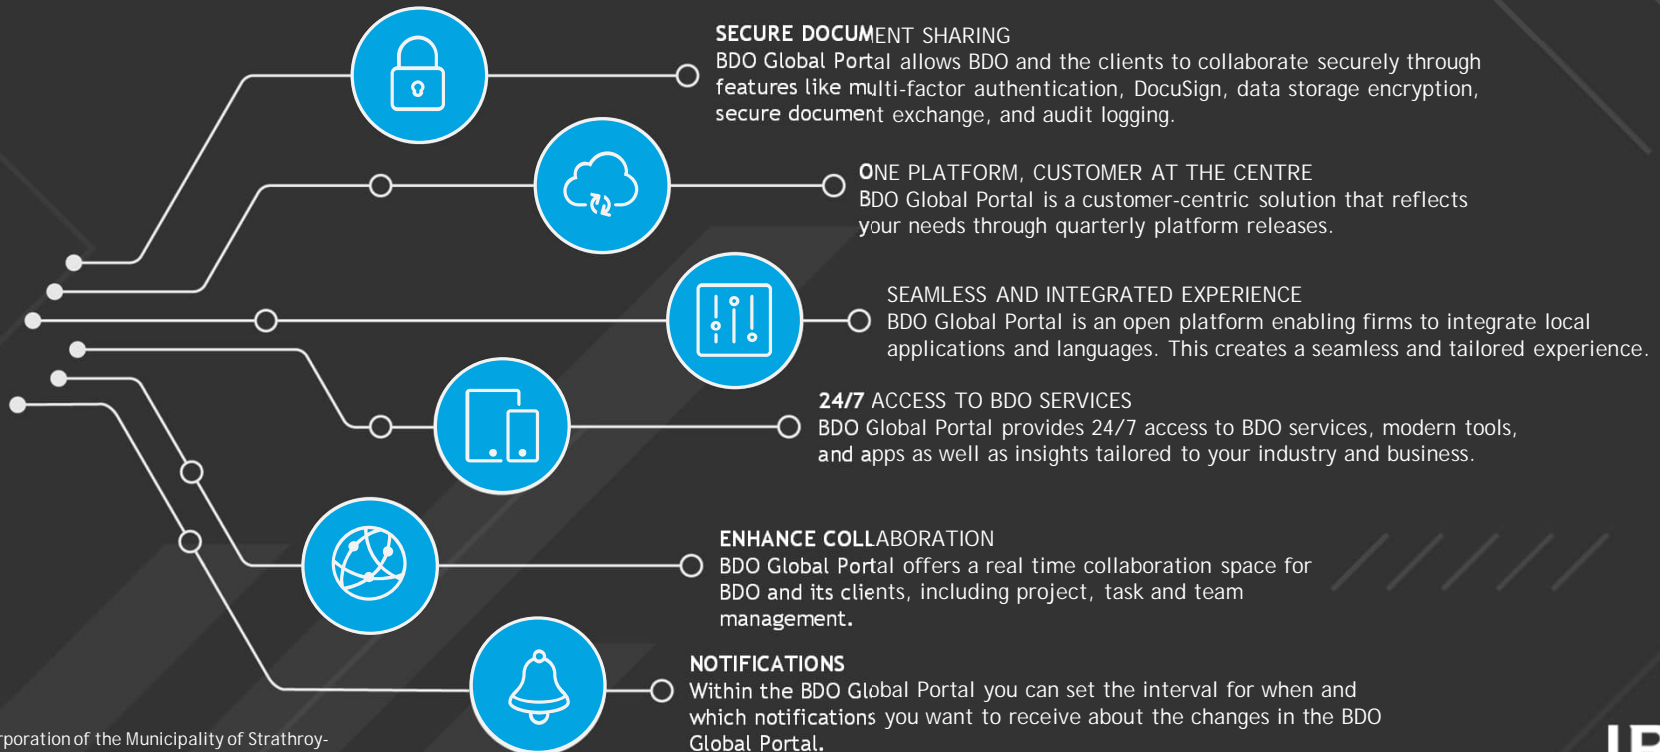 SECURE DOCUMENT SHARING
BDO Global Portal allows BDO and the clients to collaborate securely through
features like multi-factor authentication, DocuSign, data storage encryption,
secure document exchange, and audit logging.
ONE PLATFORM, CUSTOMER AT THE CENTRE
BDO Global Portal is a customer-centric solution that reflects
your needs through quarterly platform releases.
SEAMLESS AND INTEGRATED EXPERIENCE
BDO Global Portal is an open platform enabling firms to integrate local
applications and languages. This creates a seamless and tailored experience.
24/7 ACCESS TO BDO SERVICES
BDO Global Portal provides 24/7 access to BDO services, modern tools,
and apps as well as insights tailored to your industry and business.
ENHANCE COLLABORATION
BDO Global Portal offers a real time collaboration space for
BDO and its clients, including project, task and team
management.
NOTIFICATIONS
Within the BDO Global Portal you can set the interval for when and
which notifications you want to receive about the changes in the BDO
Global Portal.
rporation of the Municipality of Strathroy-